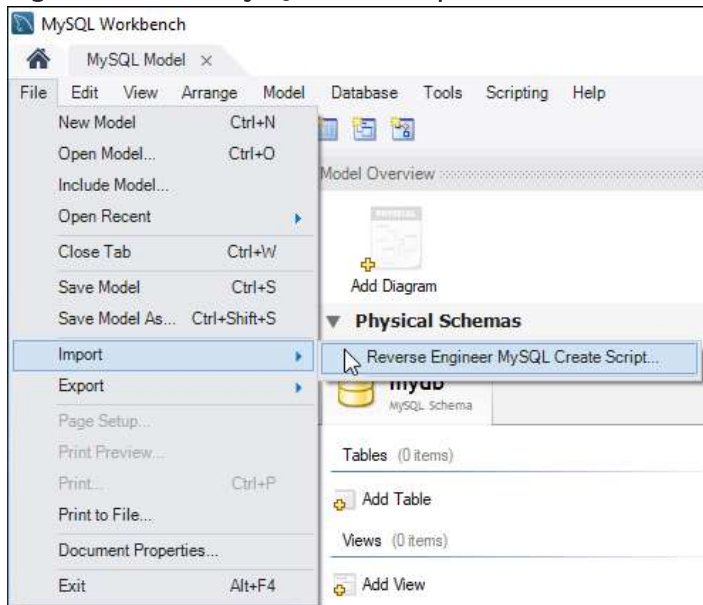 MySQL Workbench
MySQL Model ×
File Edit View Arrange Model Database Tools Scripting Help
New Model Ctrl+N
Open Model... Ctrl+O
Include Model...
Open Recent
Close Tab Ctrl+W
Save Model Ctrl+S
Save Model As... Ctrl+Shift+S
Import
Export
Page Setup...
Print Preview...
Print... Ctrl+P
Print to File...
Document Properties...
Exit Alt+F4
Model Overview
PHYSICAL
Add Diagram
Physical Schemas
Reverse Engineer MySQL Create Script...
mydb
MySQL Schema
Tables (0 items)
Add Table
Views (0 items)
Add View